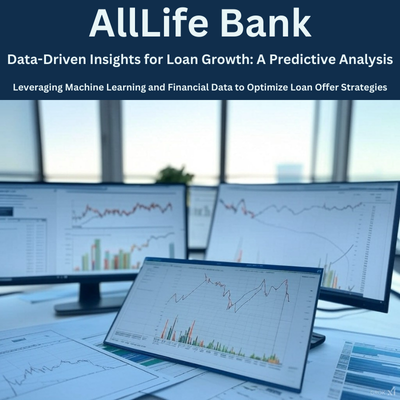 AllLife Bank
Data-Driven Insights for Loan Growth: A Predictive Analysis
Leveraging Machine Learning and Financial Data to Optimize Loan Offer Strategies